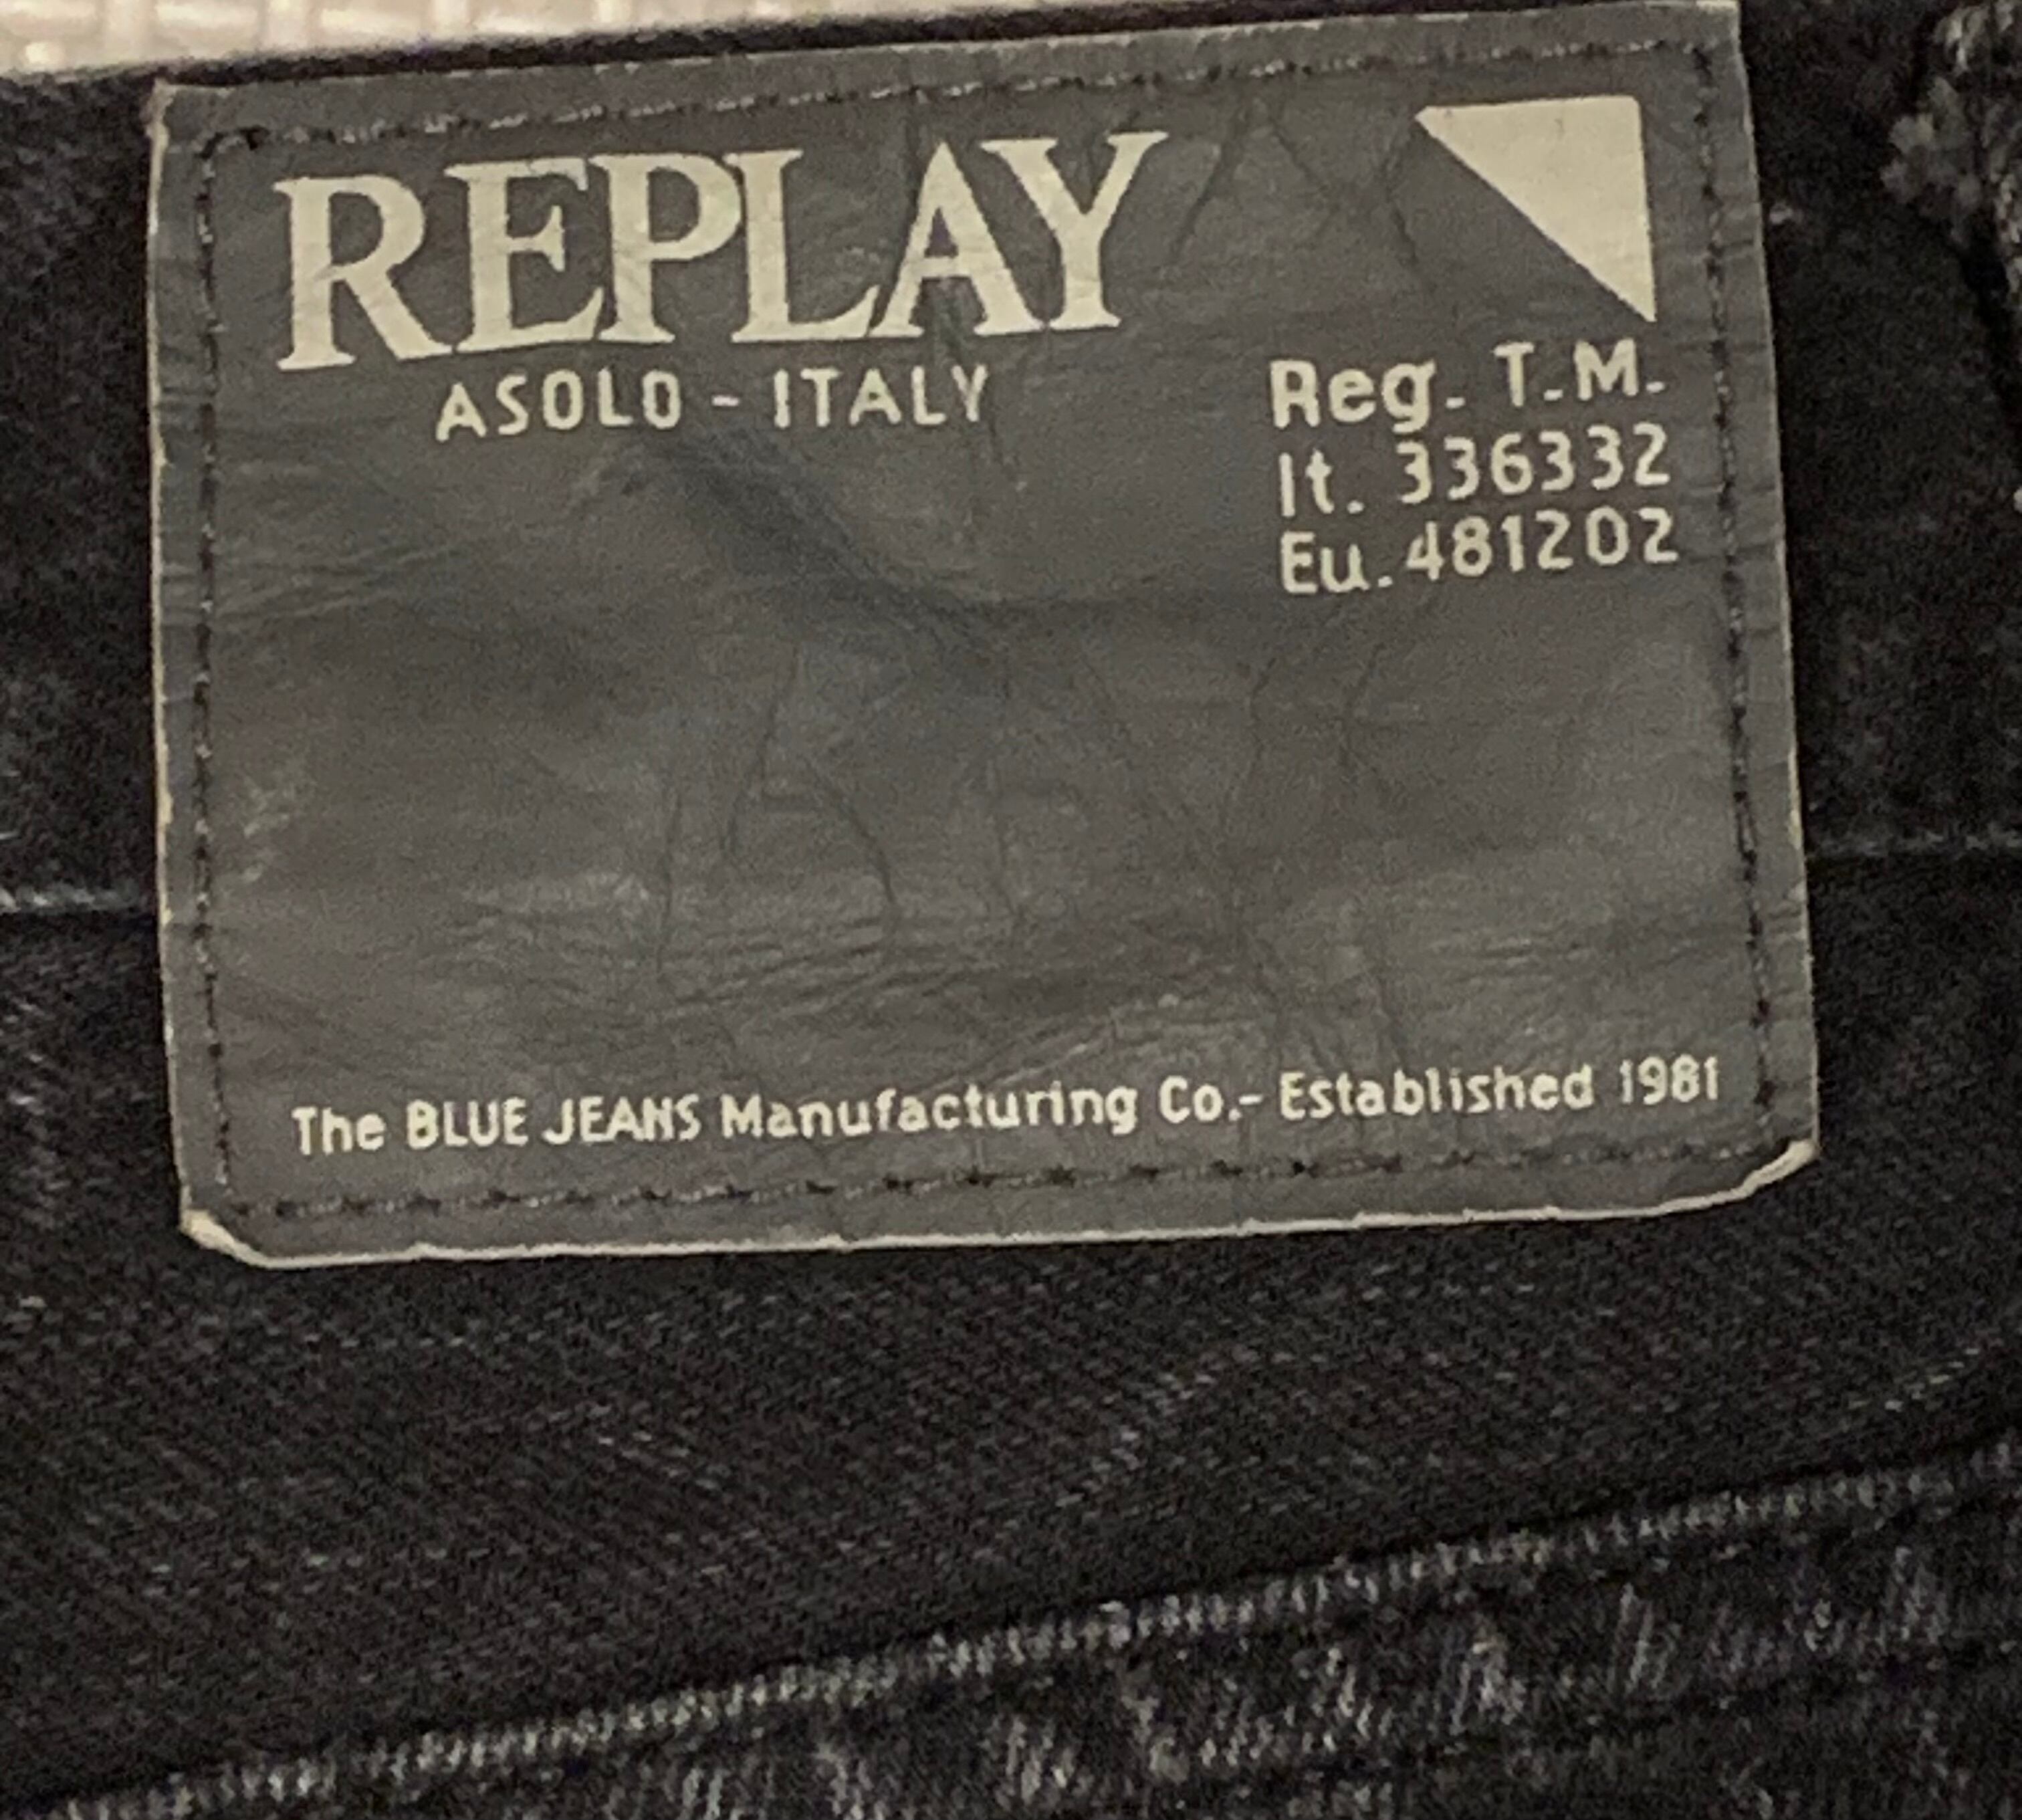 REPLAY
ASOLO - ITALY
Reg. T.M.
It. 336332
Eu. 481202
The BLUE JEANS Manufacturing Co.- Established 1981